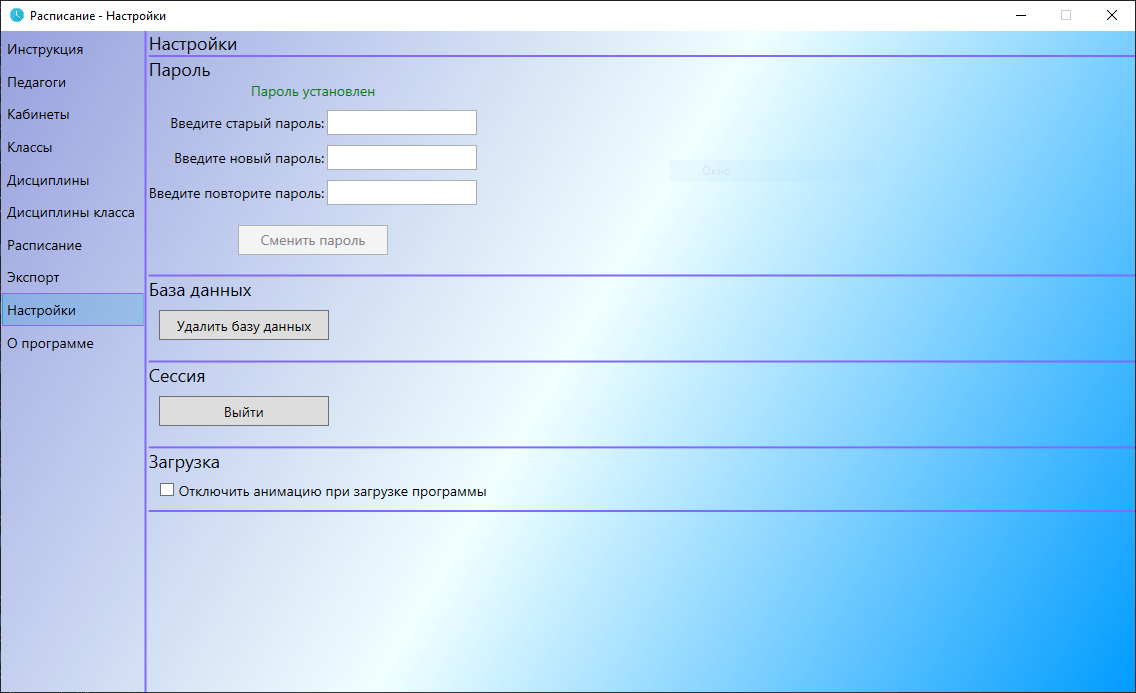 Расписание - Настройки
Инструкция
Педагоги
Кабинеты
Классы
Дисциплины
Дисциплины класса
Расписание
Экспорт
Настройки
О программе
Настройки
Пароль
Пароль установлен
Введите старый пароль:
Введите новый пароль:
Введите повторите пароль:
Сменить пароль
Окно
База данных
Удалить базу данных
Сессия
Выйти
Загрузка
Отключить анимацию при загрузке программы